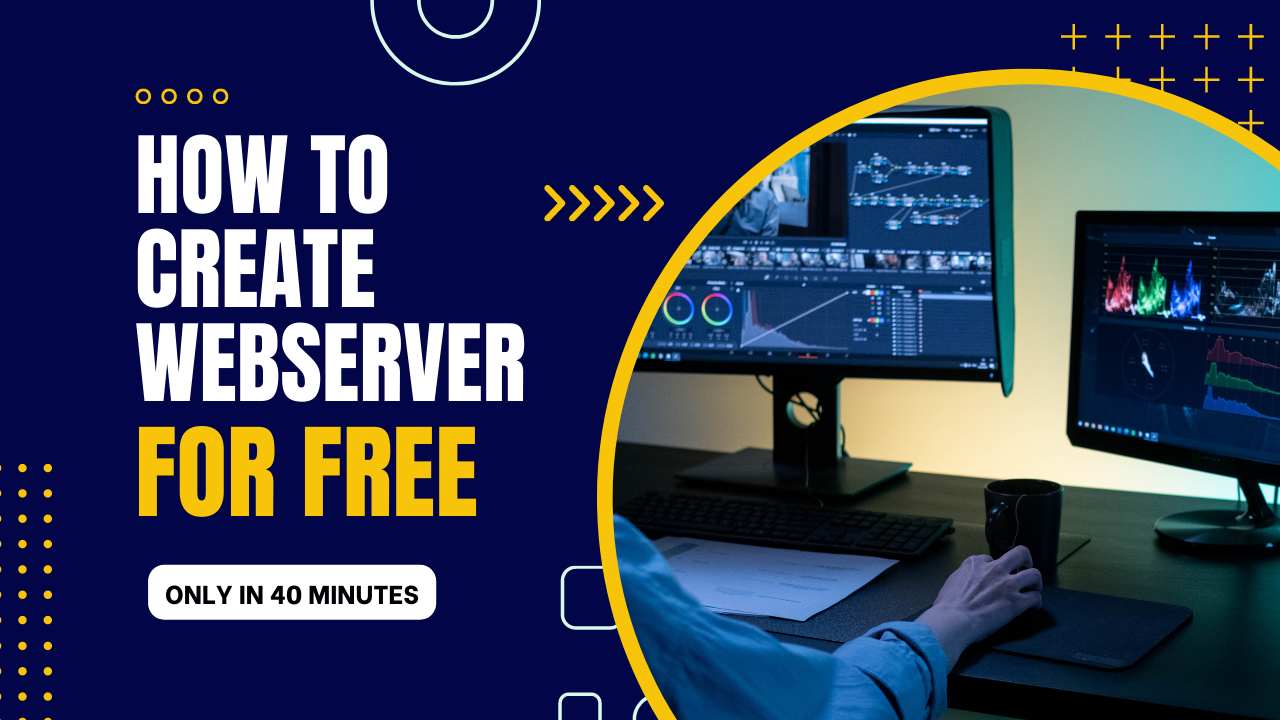 HOW TO
CREATE
WEBSERVER
FOR FREE
ONLY IN 40 MINUTES